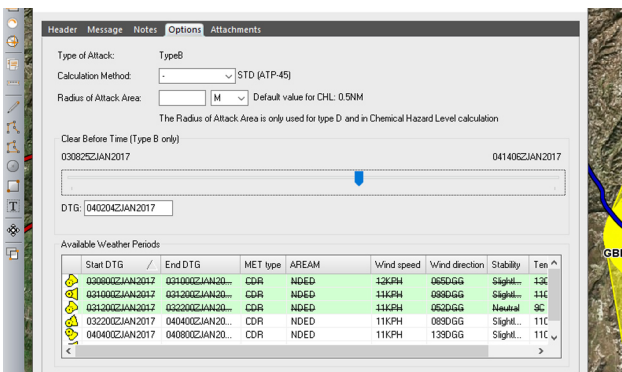 Header Message Notes Options Attachments
Type of Attack: TypeB
Calculation Method: - STD (ATP-45)
Radius of Attack Area: M Default value for CHL: 0.5NM
The Radius of Attack Area is only used for type D and in Chemical Hazard Level calculation
Clear Before Time (Type B only)
030825ZJAN2017 041406ZJAN2017
DTG: 040204ZJAN2017
Available Weather Periods
Start DTG / End DTG MET type AREAM Wind speed Wind direction Stability Ten
030800ZJAN2017 031000ZJAN20... CDR NDED 12KPH 065DGG Slightl... 13C
031000ZJAN2017 031200ZJAN20... CDR NDED 11KPH 099DGG Slightl... 11C
031200ZJAN2017 032200ZJAN20... CDR NDED 11KPH 052DGG Neutral 9C
032200ZJAN2017 040400ZJAN20... CDR NDED 11KPH 089DGG Slightl... 11C
040400ZJAN2017 040800ZJAN20... CDR NDED 11KPH 139DGG Slightl... 11C
T
GB